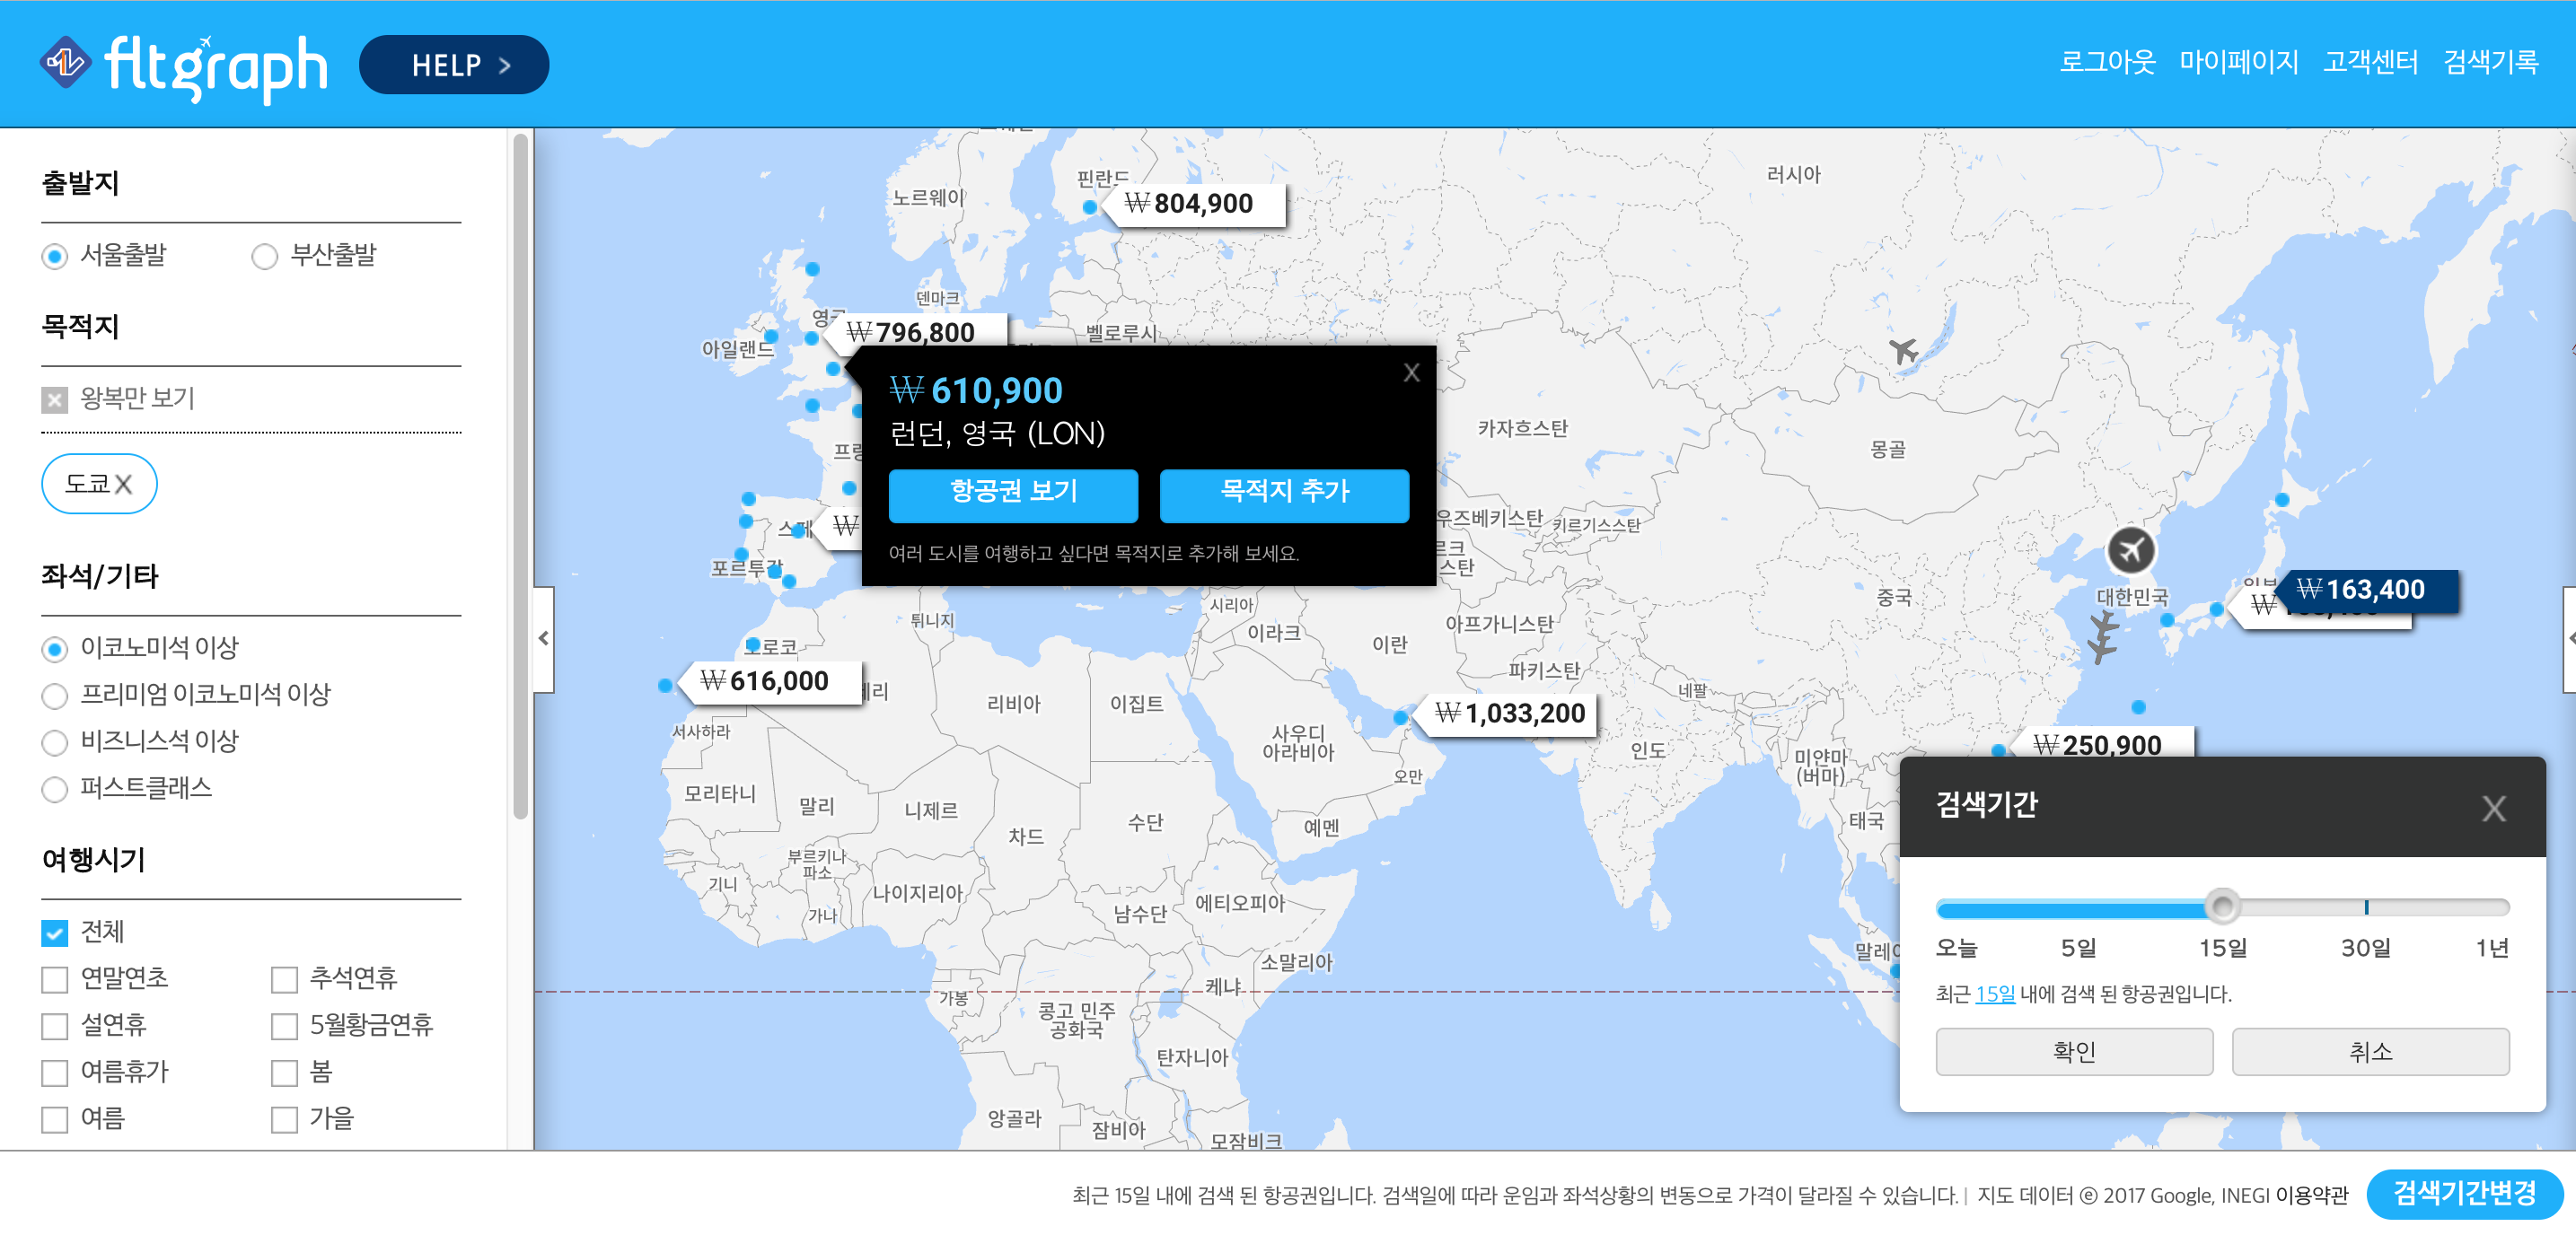 fltgraph
HELP >
로그아웃 마이페이지 고객센터 검색기록
출발지
서울출발 부산출발
목적지
왕복만 보기
도쿄 X
좌석/기타
이코노미석 이상
프리미엄 이코노미석 이상
비즈니스석 이상
퍼스트클래스
여행시기
전체
연말연초 추석연휴
설연휴 5월황금연휴
여름휴가 봄
여름 가을
러시아
핀란드
₩804,900
노르웨이
덴마크
₩796,800
벨로루시
아일랜드
X
₩610,900
런던, 영국 (LON)
항공권 보기 목적지 추가
여러 도시를 여행하고 싶다면 목적지로 추가해 보세요.
카자흐스탄
몽골
우즈베키스탄 키르기스스탄
₩
시리아
튀니지
이라크
이란
아프가니스탄
파키스탄
중국
대한민국
₩163,400
₩
모로코
₩616,000
리비아
이집트
네팔
₩1,033,200
서사하라
사우디
아라비아
인도
미얀마
(버마)
₩250,900
오만
모리타니
말리
니제르
차드
수단
예멘
태국
부르키나
파소
기니
나이지리아
가나
남수단
에티오피아
소말리아
케냐
가봉
콩고 민주
공화국
탄자니아
앙골라
잠비아
모잠비크
검색기간 X
오늘 5일 15일 30일 1년
최근 15일 내에 검색 된 항공권입니다.
확인 취소
최근 15일 내에 검색 된 항공권입니다. 검색일에 따라 운임과 좌석상황의 변동으로 가격이 달라질 수 있습니다. | 지도 데이터 ⓒ 2017 Google, INEGI 이용약관
검색기간변경